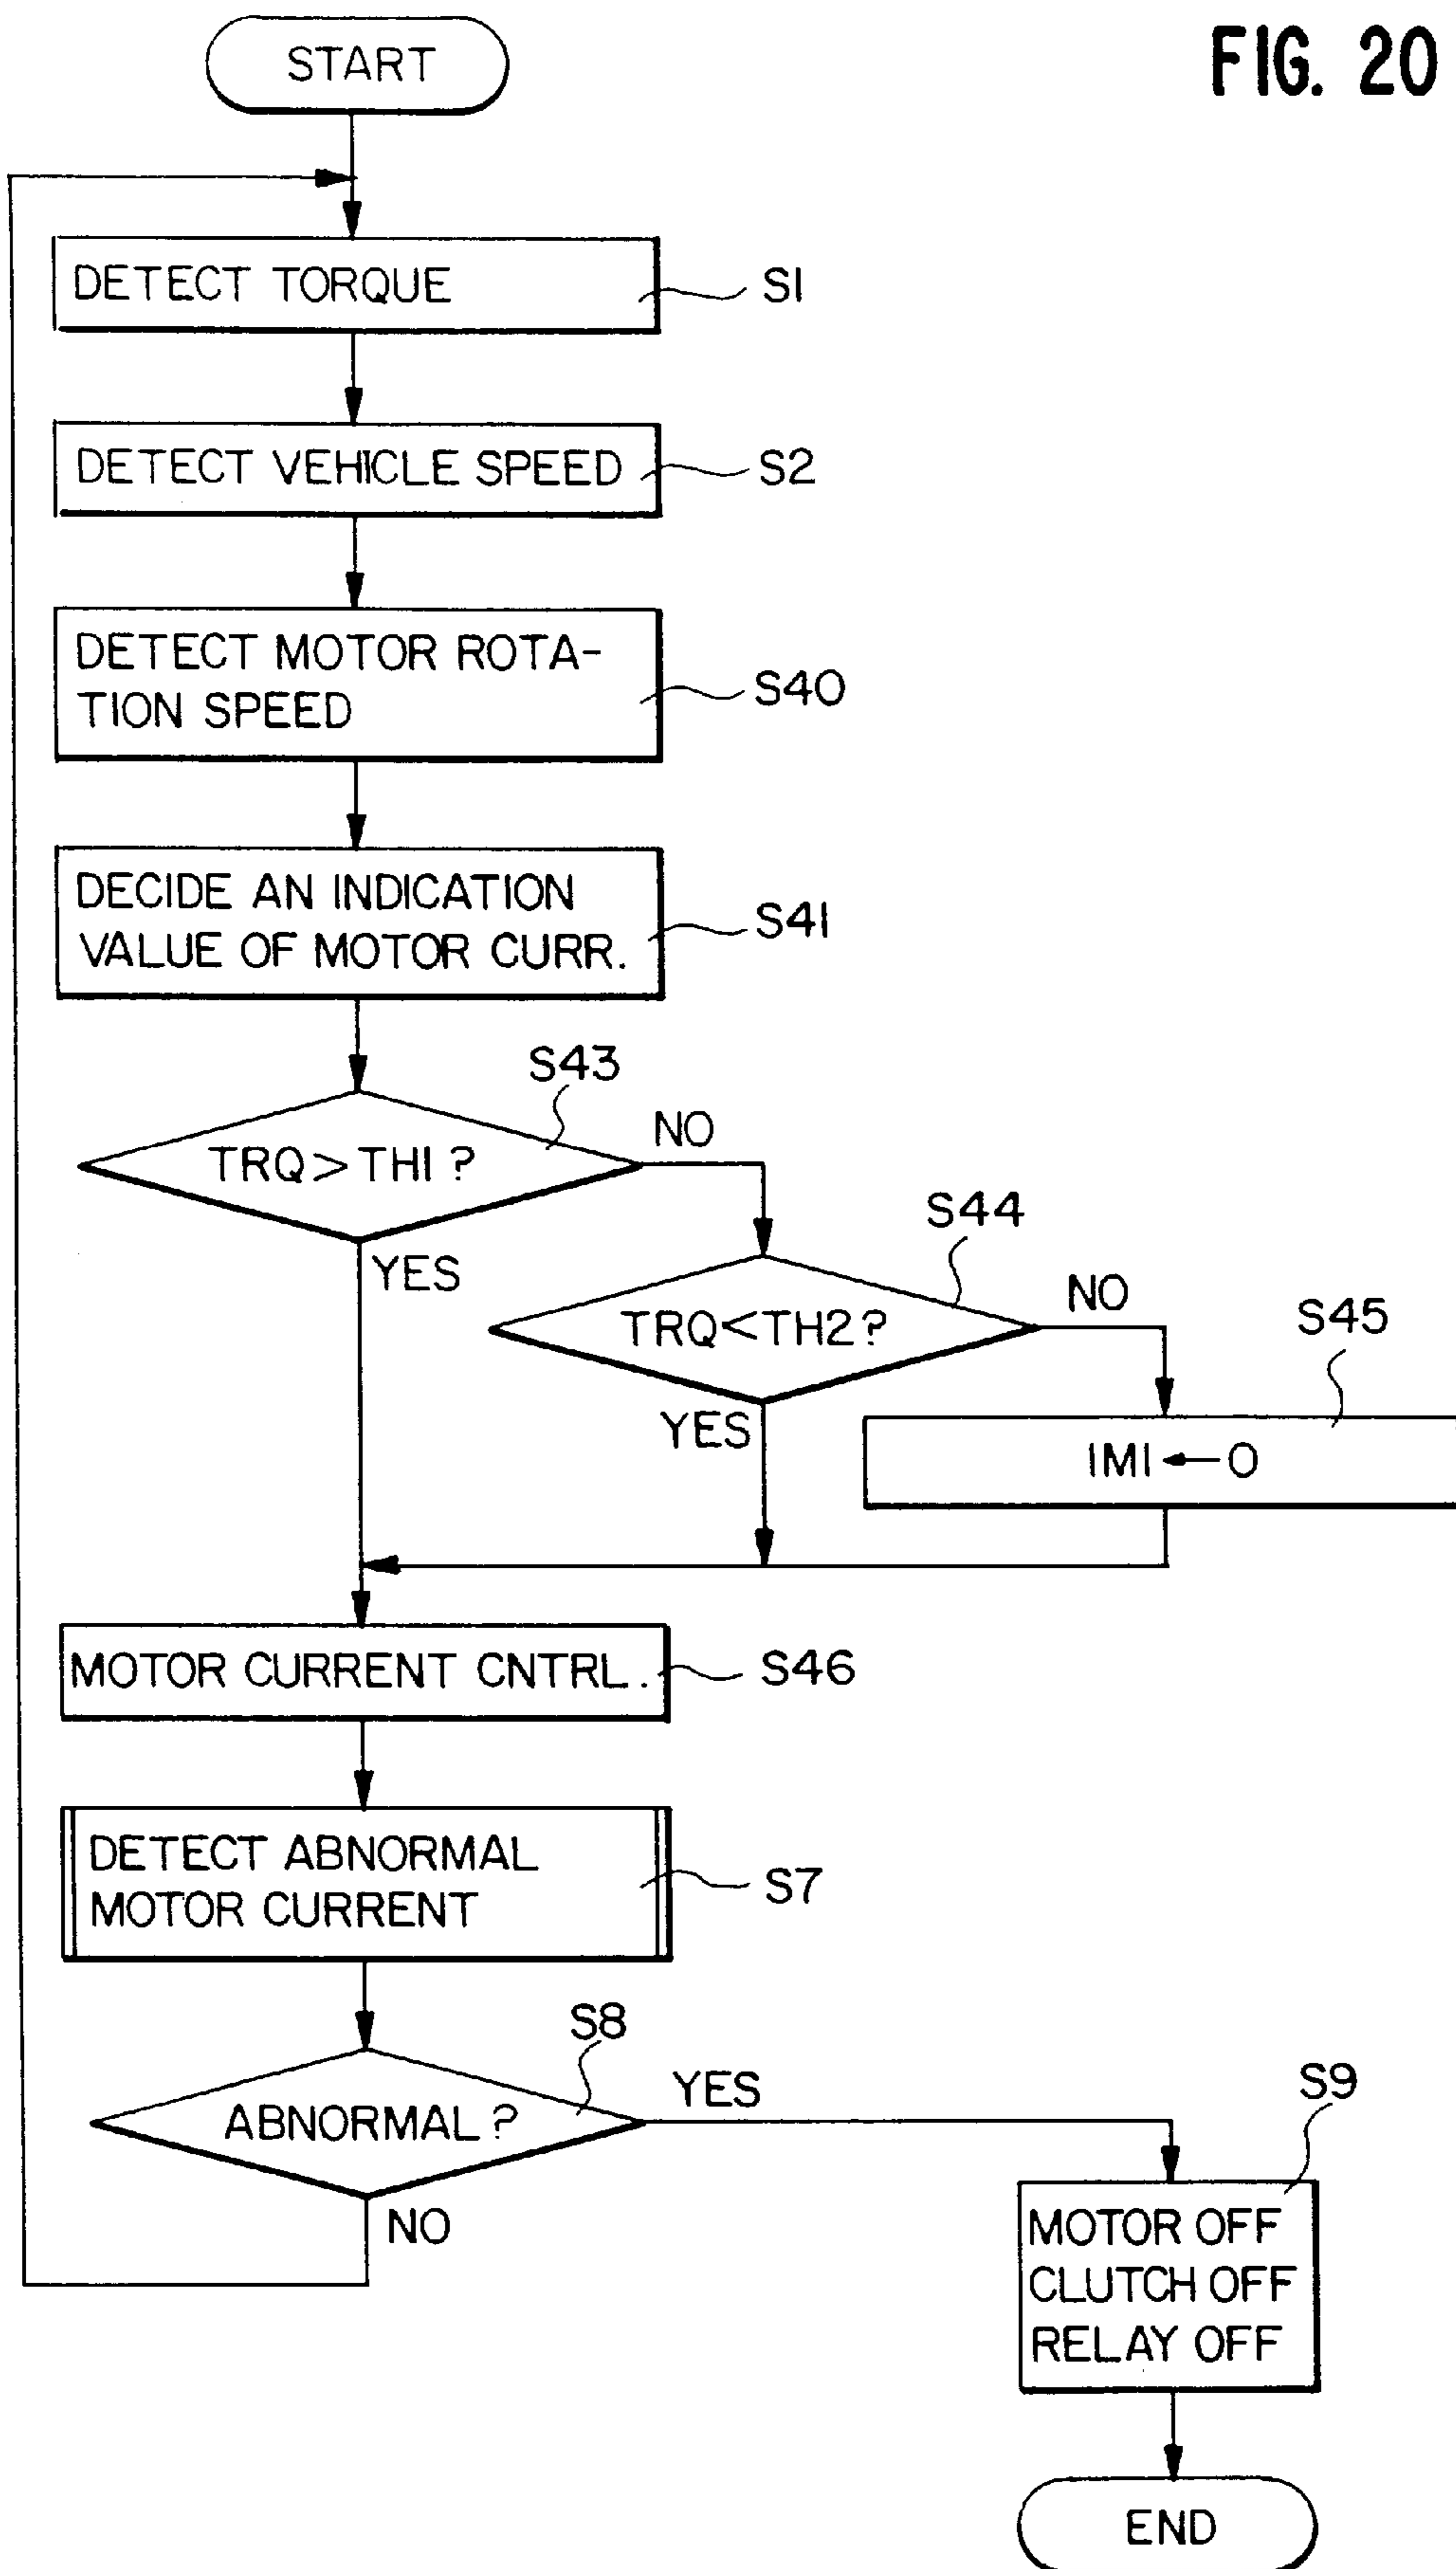 FIG. 20
START
DETECT TORQUE
S1
DETECT VEHICLE SPEED
S2
DETECT MOTOR ROTA-
TION SPEED
S40
DECIDE AN INDICATION
VALUE OF MOTOR CURR.
S41
S43
TRQ>TH1?
NO
YES
S44
TRQ<TH2?
NO
YES
S45
IM1←0
MOTOR CURRENT CNTRL.
S46
DETECT ABNORMAL
MOTOR CURRENT
S7
S8
ABNORMAL?
YES
NO
S9
MOTOR OFF
CLUTCH OFF
RELAY OFF
END